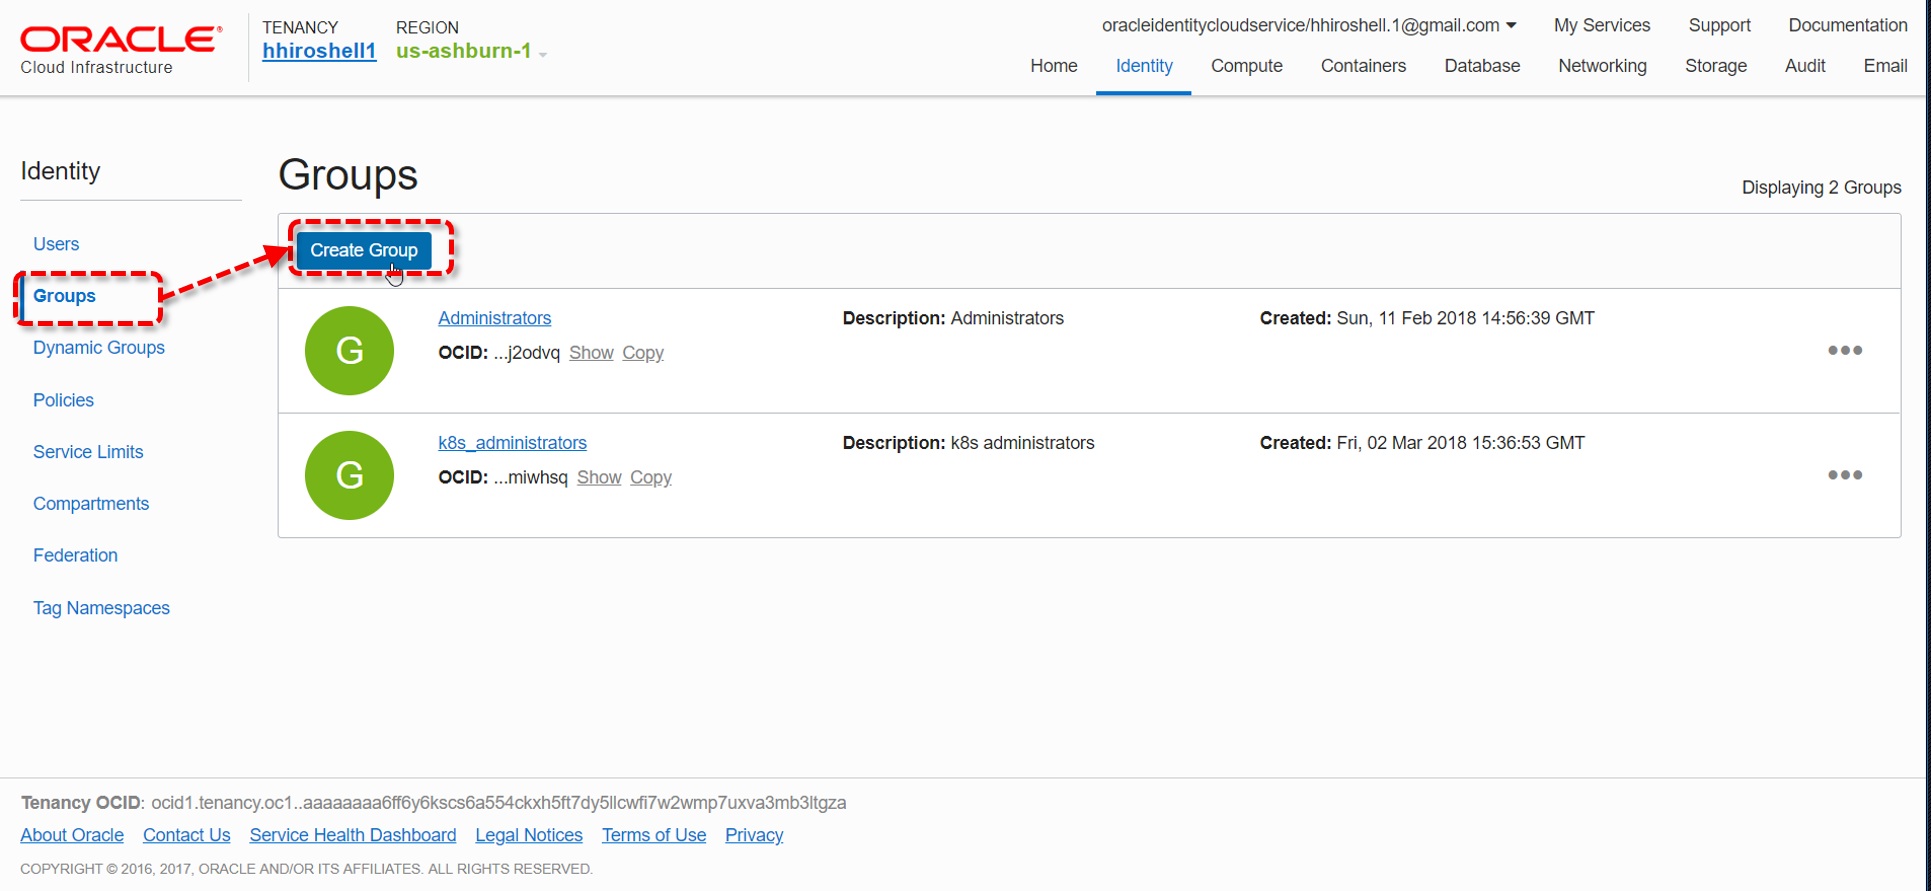 ORACLE®
Cloud Infrastructure
TENANCY
hhiroshell1
REGION
us-ashburn-1
oracleidentitycloudservice/hhiroshell.1@gmail.com My Services Support Documentation
Home Identity Compute Containers Database Networking Storage Audit Email
Identity
Users
Groups
Dynamic Groups
Policies
Service Limits
Compartments
Federation
Tag Namespaces
Groups
Displaying 2 Groups
Create Group
G
Administrators
OCID: ...j2odvq Show Copy
Description: Administrators
Created: Sun, 11 Feb 2018 14:56:39 GMT
G
k8s_administrators
OCID: ...miwhsq Show Copy
Description: k8s administrators
Created: Fri, 02 Mar 2018 15:36:53 GMT
Tenancy OCID: ocid1.tenancy.oc1..aaaaaaaa6ff6y6kscs6a554ckxh5ft7dy5llcwfi7w2wmp7uxva3mb3ltgza
About Oracle Contact Us Service Health Dashboard Legal Notices Terms of Use Privacy
COPYRIGHT © 2016, 2017, ORACLE AND/OR ITS AFFILIATES. ALL RIGHTS RESERVED.